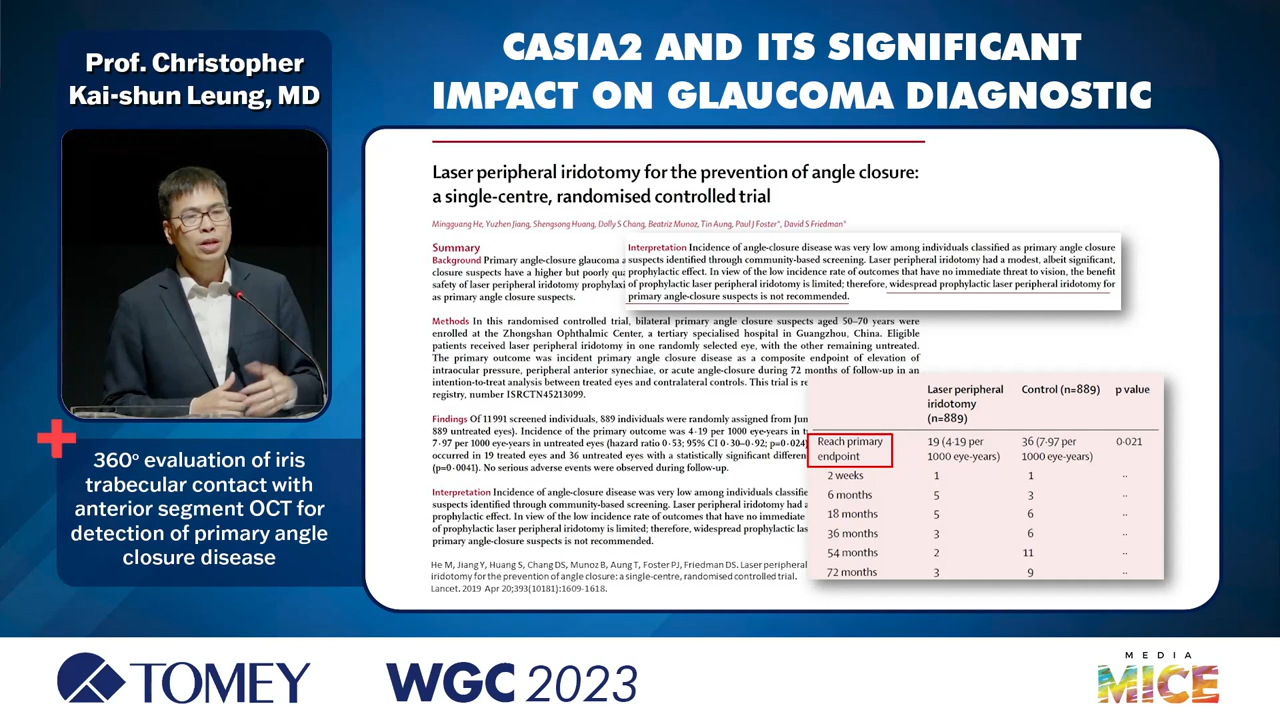 Prof. Christopher
Kai-shun Leung, MD
CASIA2 AND ITS SIGNIFICANT
IMPACT ON GLAUCOMA DIAGNOSTIC
360° evaluation of iris
trabecular contact with
anterior segment OCT for
detection of primary angle
closure disease
Laser peripheral iridotomy for the prevention of angle closure:
a single-centre, randomised controlled trial
Mingguang He, Yuzhen Jiang, Shengsong Huang, Dolly S Chang, Beatriz Munoz, Tin Aung, Paul J Foster*, David S Friedman*
Summary
Background Primary angle-closure glaucoma a
closure suspects have a higher but poorly qua
safety of laser peripheral iridotomy prophylaxi
as primary angle closure suspects.
Interpretation Incidence of angle-closure disease was very low among individuals classified as primary angle closure
suspects identified through community-based screening. Laser peripheral iridotomy had a modest, albeit significant,
prophylactic effect. In view of the low incidence rate of outcomes that have no immediate threat to vision, the benefit
of prophylactic laser peripheral iridotomy is limited; therefore, widespread prophylactic laser peripheral iridotomy for
primary angle-closure suspects is not recommended.
Methods In this randomised controlled trial, bilateral primary angle closure suspects aged 50–70 years were
enrolled at the Zhongshan Ophthalmic Center, a tertiary specialised hospital in Guangzhou, China. Eligible
patients received laser peripheral iridotomy in one randomly selected eye, with the other remaining untreated.
The primary outcome was incident primary angle closure disease as a composite endpoint of elevation of
intraocular pressure, peripheral anterior synechiae, or acute angle-closure during 72 months of follow-up in an
intention-to-treat analysis between treated eyes and contralateral controls. This trial is re
registry, number ISRCTN45213099.
Findings Of 11 991 screened individuals, 889 individuals were randomly assigned from Jun
889 untreated eyes). Incidence of the primary outcome was 4·19 per 1000 eye-years in t
7·97 per 1000 eye-years in untreated eyes (hazard ratio 0·53; 95% CI 0·30–0·92; p=0·024)
occurred in 19 treated eyes and 36 untreated eyes with a statistically significant differen
(p=0·0041). No serious adverse events were observed during follow-up.
Interpretation Incidence of angle-closure disease was very low among individuals classifie
suspects identified through community-based screening. Laser peripheral iridotomy had a
prophylactic effect. In view of the low incidence rate of outcomes that have no immediate
of prophylactic laser peripheral iridotomy is limited; therefore, widespread prophylactic las
primary angle-closure suspects is not recommended.
He M, Jiang Y, Huang S, Chang DS, Munoz B, Aung T, Foster PJ, Friedman DS. Laser peripheral
iridotomy for the prevention of angle closure: a single-centre, randomised controlled trial.
Lancet. 2019 Apr 20;393(10181):1609-1618.
Laser peripheral iridotomy (n=889) Control (n=889) p value
Reach primary endpoint 19 (4·19 per 1000 eye-years) 36 (7·97 per 1000 eye-years) 0·021
2 weeks 1 1 ..
6 months 5 3 ..
18 months 5 6 ..
36 months 3 6 ..
54 months 2 11 ..
72 months 3 9 ..
TOMEY
WGC 2023
MEDIA
MICE